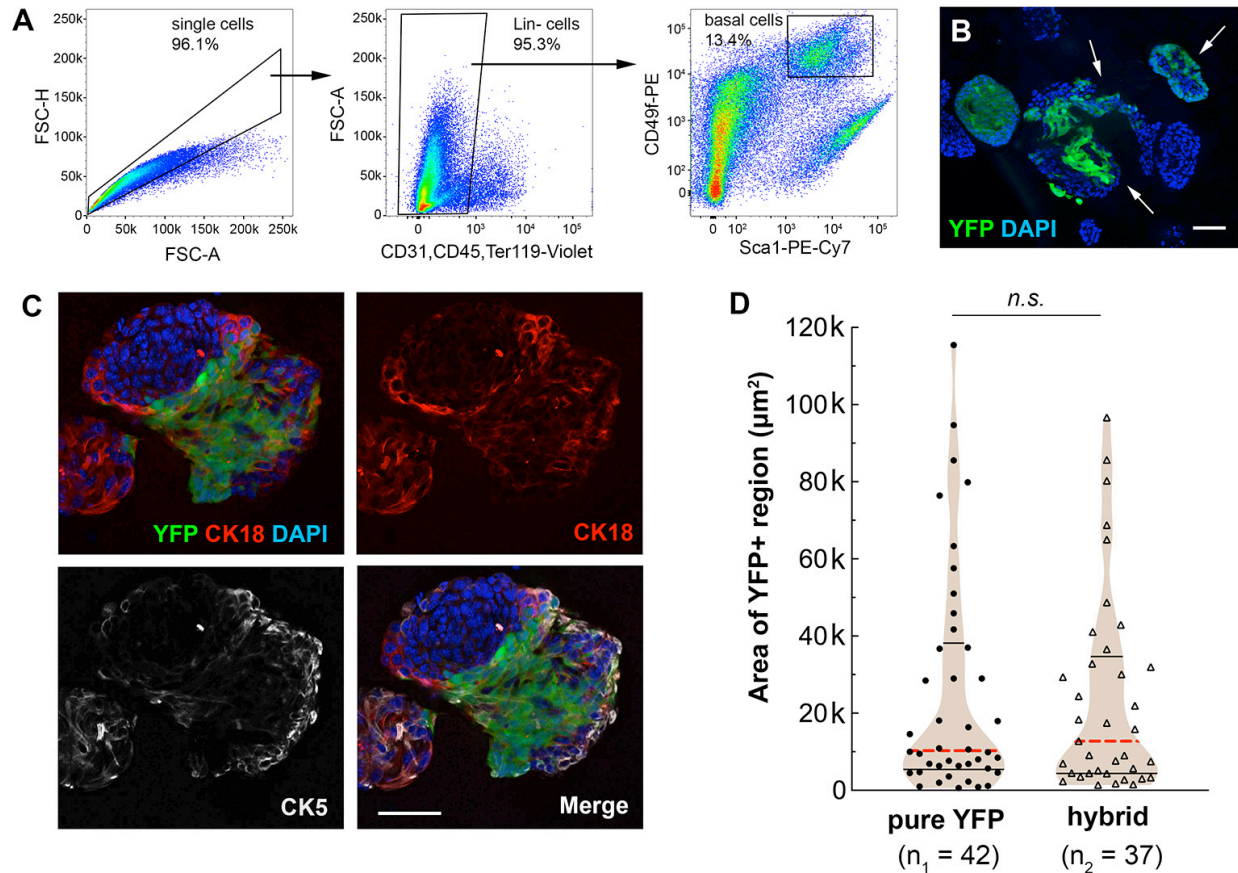 A
single cells
96.1%
FSC-H
250k
200k
150k
100k
50k
0
0 50k 100k 150k 200k 250k
FSC-A
Lin- cells
95.3%
FSC-A
250k
200k
150k
100k
50k
0
0 10³ 10⁴ 10⁵
CD31,CD45,Ter119-Violet
basal cells
13.4%
CD49f-PE
10⁵
10⁴
10³
10²
0
0 10² 10³ 10⁴ 10⁵
Sca1-PE-Cy7
B
YFP DAPI
C
YFP CK18 DAPI
CK18
CK5
Merge
D
n.s.
Area of YFP+ region (µm²)
120k
100k
80k
60k
40k
20k
0
pure YFP hybrid
(n₁ = 42) (n₂ = 37)